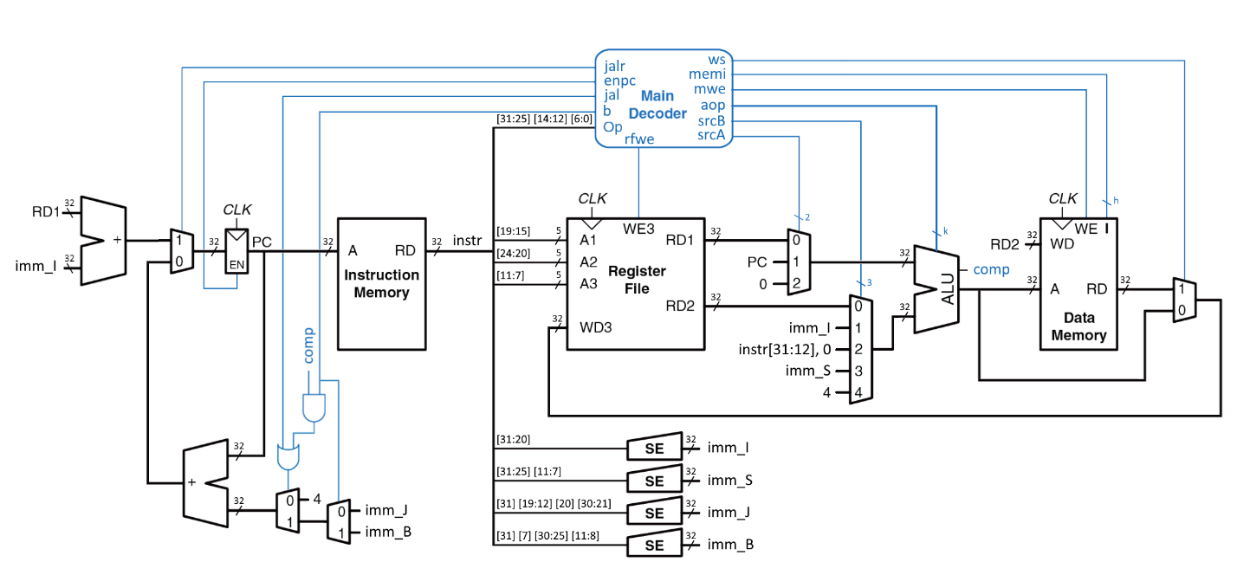 jalr
enpc
jal
b
Op
Main
Decoder
rfwe
ws
memi
mwe
aop
srcB
srcA
[31:25] [14:12] [6:0]
RD1
32
imm_I
32
+
1
0
32
CLK
EN
PC
32
A
RD
Instruction
Memory
32
instr
[19:15]
5
[24:20]
5
[11:7]
5
CLK
A1
A2
A3
WD3
32
WE3
Register
File
RD1
RD2
32
32
2
0
PC
1
0
2
3
0
imm_I
1
instr[31:12], 0
2
imm_S
3
4
4
32
32
k
ALU
comp
CLK
h
RD2
32
WE I
WD
32
A
RD
Data
Memory
32
1
0
comp
+
32
32
0
4
1
0
imm_J
1
imm_B
[31:20]
SE
32
imm_I
[31:25] [11:7]
SE
32
imm_S
[31] [19:12] [20] [30:21]
SE
32
imm_J
[31] [7] [30:25] [11:8]
SE
32
imm_B